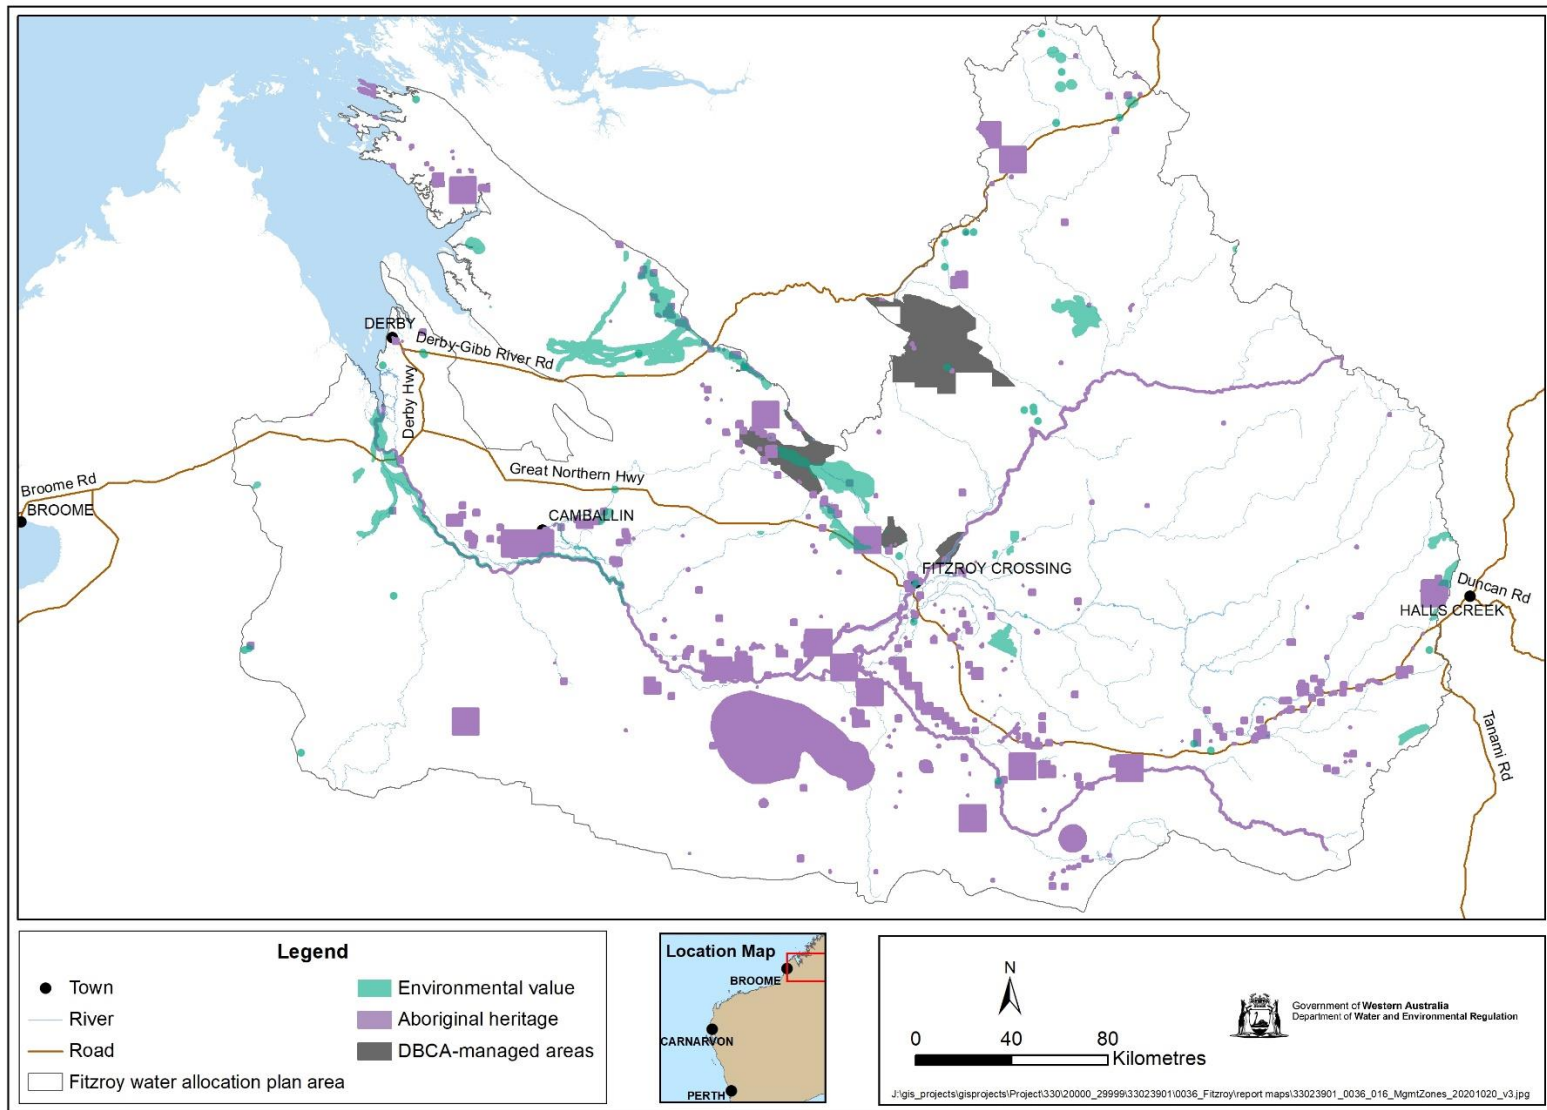 DERBY
Derby-Gibb River Rd
Derby Hwy
Great Northern Hwy
Broome Rd
BROOME
CAMBALLIN
FITZROY CROSSING
Duncan Rd
HALLS CREEK
Tanami Rd
Legend
Town
River
Road
Fitzroy water allocation plan area
Environmental value
Aboriginal heritage
DBCA-managed areas
Location Map
BROOME
CARNARVON
PERTH
N
0 40 80
Kilometres
Government of Western Australia
Department of Water and Environmental Regulation
J:\gis_projects\gisprojects\Project\330\20000_29999\33023901\0036_Fitzroy\report maps\33023901_0036_016_MgmtZones_20201020_v3.jpg